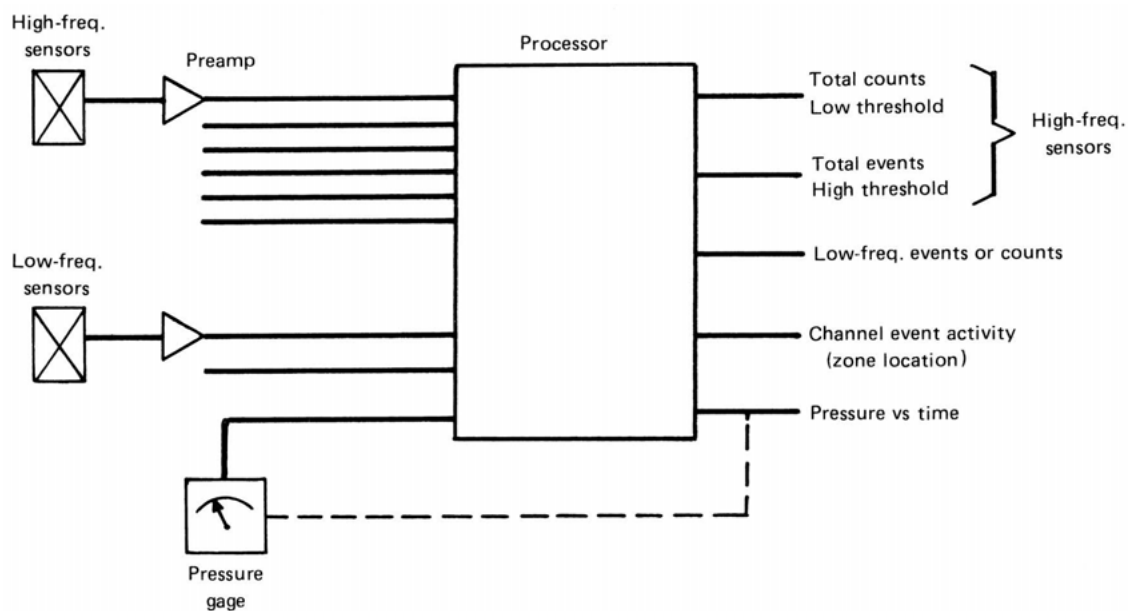 High-freq.
sensors
Preamp
Processor
Total counts
Low threshold
High-freq.
sensors
Total events
High threshold
Low-freq.
sensors
Low-freq. events or counts
Channel event activity
(zone location)
Pressure vs time
Pressure
gage